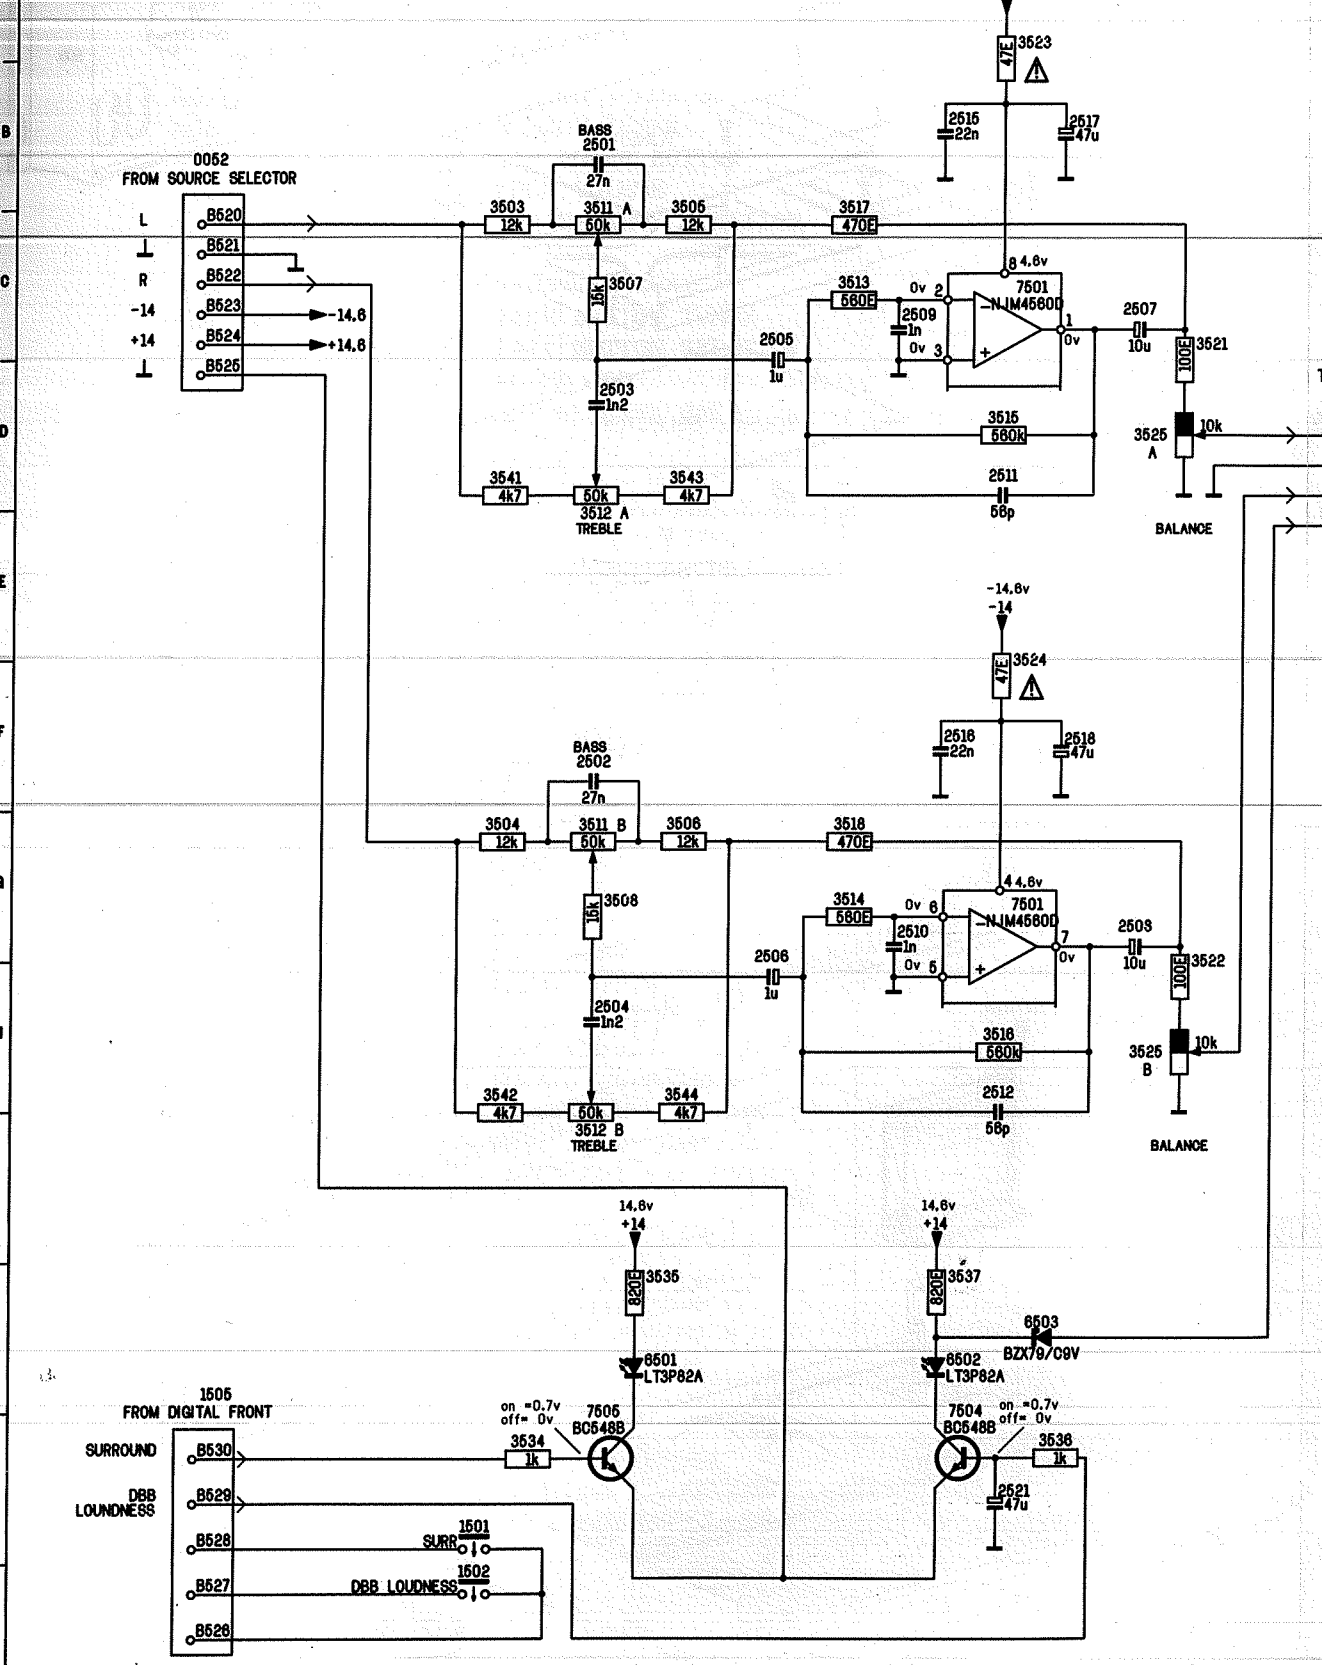 3523
47E
B
2515
22n
2517
47u
BASS
2501
27n
0052
FROM SOURCE SELECTOR
L
B520
3503
12k
3511 A
50k
3505
12k
3517
470E
B521
C
R
B522
3507
15k
3513
560E
8 4.6v
7501
NJM4560D
0v 2
2509
1n
0v 3
-
+
1
0v
2507
10u
3521
100E
-14
B523
-14.6
+14
B524
+14.6
B525
2505
1u
2503
1n2
D
3515
560k
3525
A
10k
3541
4k7
50k
3512 A
TREBLE
3543
4k7
2511
56p
BALANCE
E
-14.6v
-14
3524
47E
F
2516
22n
2518
47u
BASS
2502
27n
3504
12k
3511 B
50k
3506
12k
3518
470E
3508
15k
3514
560E
4 4.6v
7501
NJM4560D
0v 6
2510
1n
0v 5
-
+
7
0v
2503
10u
3522
100E
2506
1u
2504
1n2
3516
560k
3525
B
10k
3542
4k7
50k
3512 B
TREBLE
3544
4k7
2512
56p
BALANCE
14.6v
+14
14.6v
+14
3535
820E
3537
820E
6503
BZX79/C9V
6501
LT3P82A
6502
LT3P82A
1505
FROM DIGITAL FRONT
on =0.7v
off= 0v
7505
BC548B
7504
BC548B
on =0.7v
off= 0v
SURROUND
B530
3534
1k
3536
1k
DBB
LOUNDNESS
B529
2521
47u
B528
SURR
1501
B527
DBB LOUDNESS
1502
B526